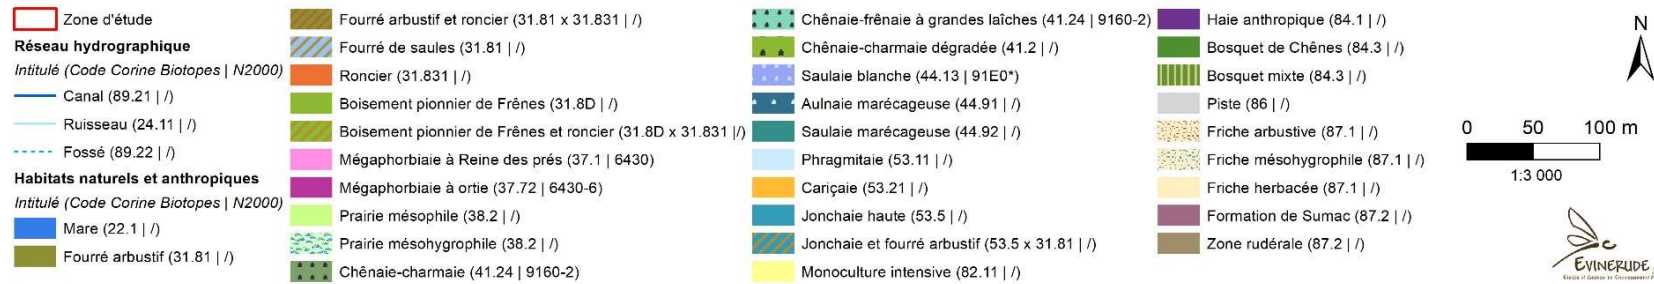 Zone d'étude
Réseau hydrographique
Intitulé (Code Corine Biotopes | N2000)
Canal (89.21 | /)
Ruisseau (24.11 | /)
Fossé (89.22 | /)
Habitats naturels et anthropiques
Intitulé (Code Corine Biotopes | N2000)
Mare (22.1 | /)
Fourré arbustif (31.81 | /)
Fourré arbustif et roncier (31.81 x 31.831 | /)
Fourré de saules (31.81 | /)
Roncier (31.831 | /)
Boisement pionnier de Frênes (31.8D | /)
Boisement pionnier de Frênes et roncier (31.8D x 31.831 | /)
Mégaphorbiaie à Reine des prés (37.1 | 6430)
Mégaphorbiaie à ortie (37.72 | 6430-6)
Prairie mésophile (38.2 | /)
Prairie mésohygrophile (38.2 | /)
Chênaie-charmaie (41.24 | 9160-2)
Chênaie-frênaie à grandes laîches (41.24 | 9160-2)
Chênaie-charmaie dégradée (41.2 | /)
Saulaie blanche (44.13 | 91E0*)
Aulnaie marécageuse (44.91 | /)
Saulaie marécageuse (44.92 | /)
Phragmitaie (53.11 | /)
Cariçaie (53.21 | /)
Jonchaie haute (53.5 | /)
Jonchaie et fourré arbustif (53.5 x 31.81 | /)
Monoculture intensive (82.11 | /)
Haie anthropique (84.1 | /)
Bosquet de Chênes (84.3 | /)
Bosquet mixte (84.3 | /)
Piste (86 | /)
Friche arbustive (87.1 | /)
Friche mésohygrophile (87.1 | /)
Friche herbacée (87.1 | /)
Formation de Sumac (87.2 | /)
Zone rudérale (87.2 | /)
N
0 50 100 m
1:3 000
EVINERUDE